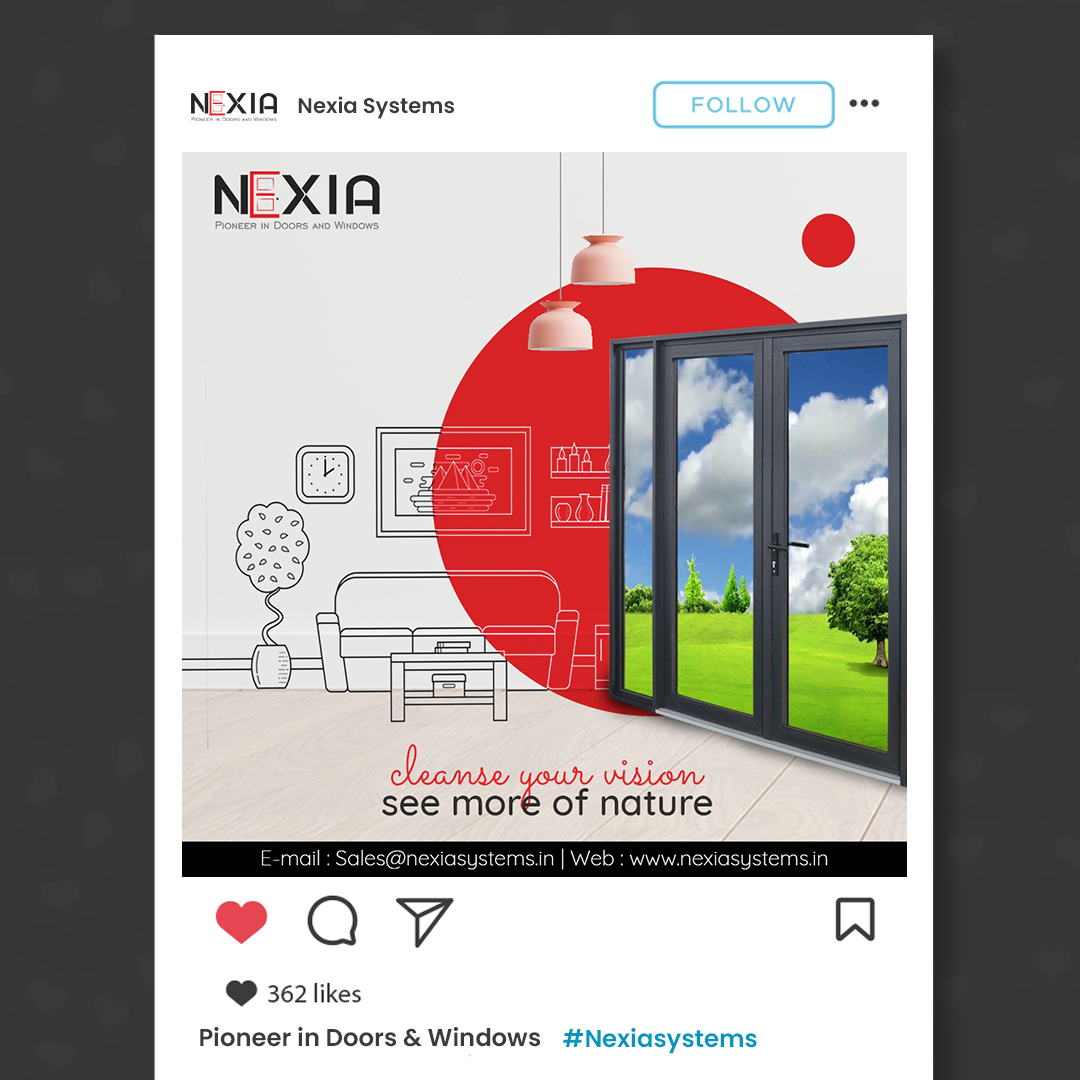 NEXIA
PIONEER IN DOORS AND WINDOWS
Nexia Systems
FOLLOW
NEXIA
PIONEER IN DOORS AND WINDOWS
cleanse your vision
see more of nature
E-mail : Sales@nexiasystems.in | Web : www.nexiasystems.in
362 likes
Pioneer in Doors & Windows #Nexiasystems